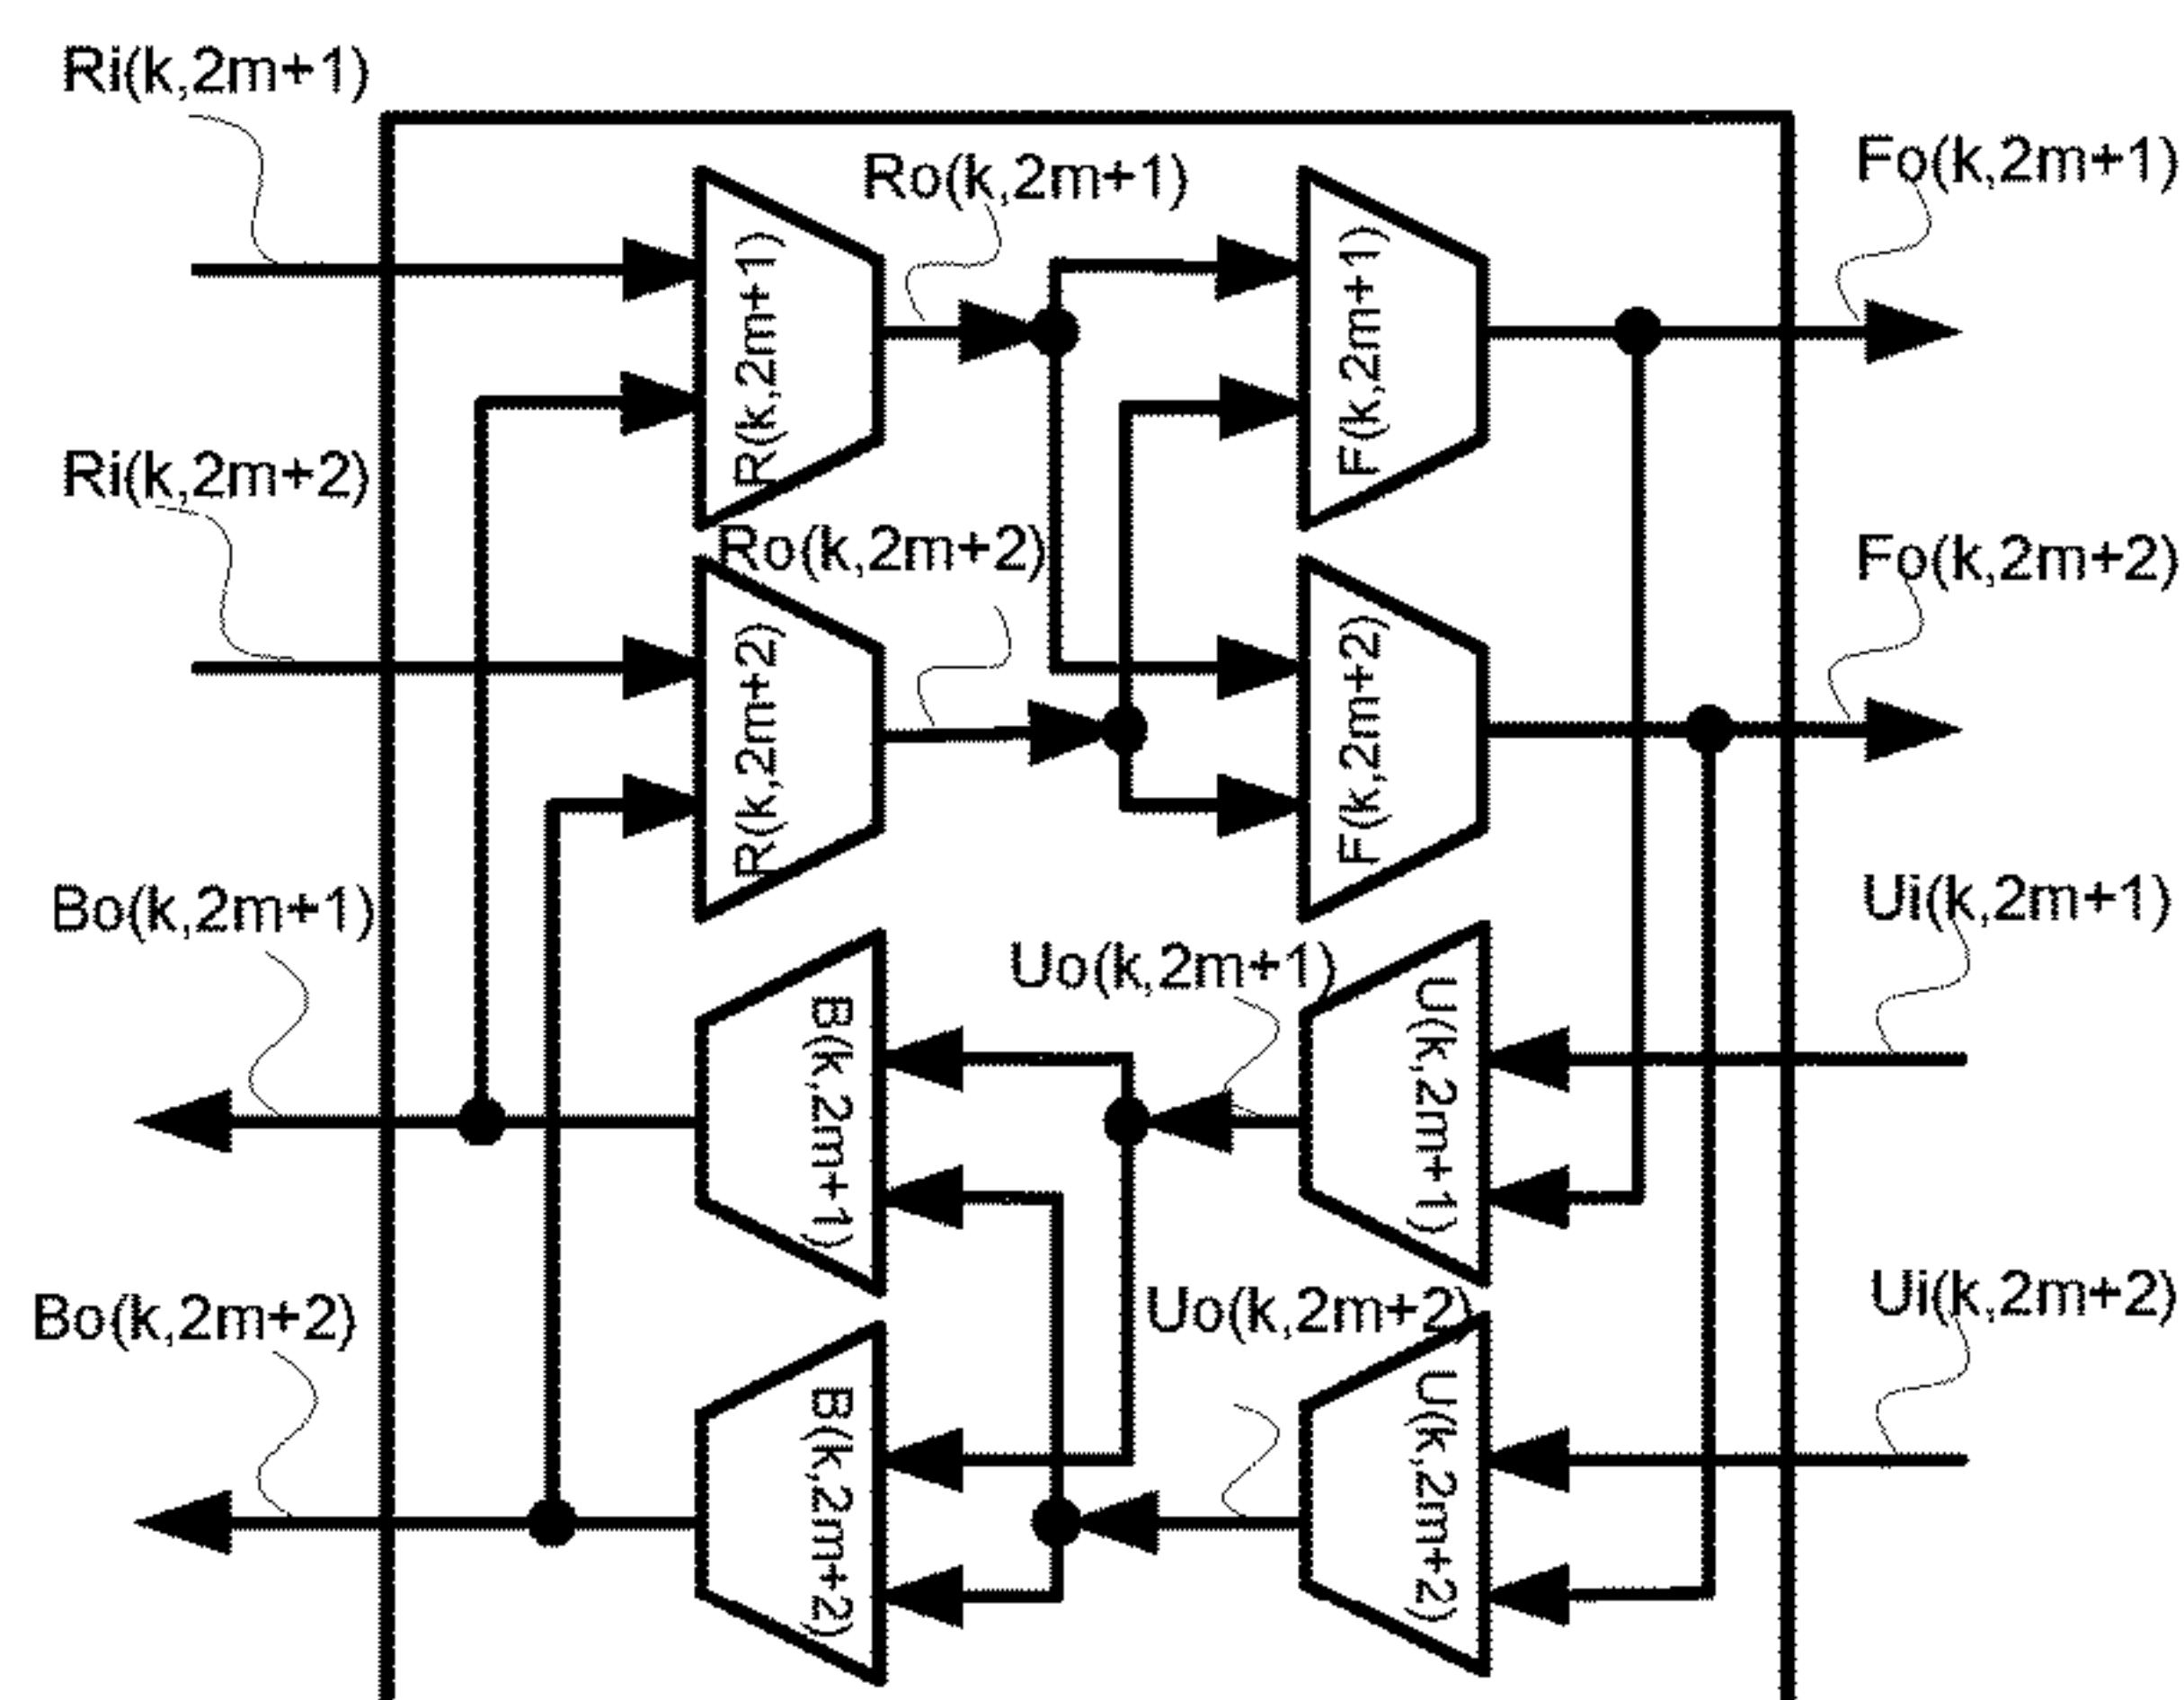 Ri(k,2m+1)
Ro(k,2m+1)
Fo(k,2m+1)
R(k,2m+1)
F(k,2m+1)
Ri(k,2m+2)
Ro(k,2m+2)
Fo(k,2m+2)
R(k,2m+2)
F(k,2m+2)
Bo(k,2m+1)
Uo(k,2m+1)
Ui(k,2m+1)
B(k,2m+1)
U(k,2m+1)
Bo(k,2m+2)
Uo(k,2m+2)
Ui(k,2m+2)
B(k,2m+2)
U(k,2m+2)